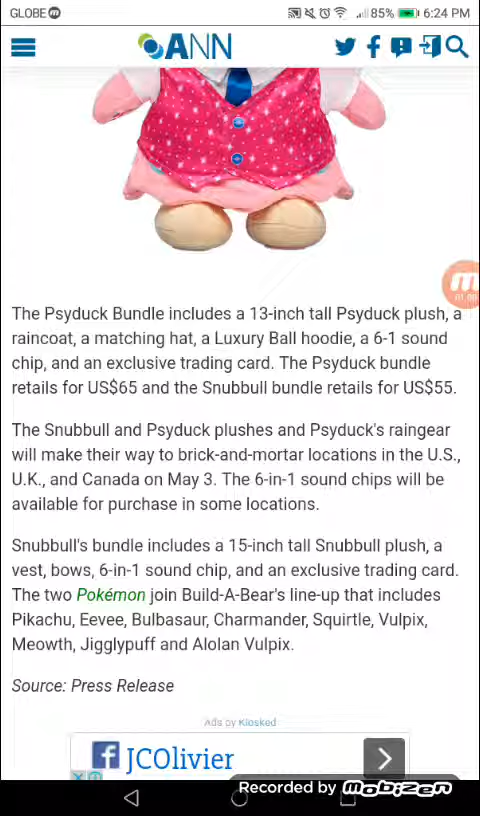 GLOBE
85% 6:24 PM
ANN
The Psyduck Bundle includes a 13-inch tall Psyduck plush, a
raincoat, a matching hat, a Luxury Ball hoodie, a 6-1 sound
chip, and an exclusive trading card. The Psyduck bundle
retails for US$65 and the Snubbull bundle retails for US$55.
The Snubbull and Psyduck plushes and Psyduck's raingear
will make their way to brick-and-mortar locations in the U.S.,
U.K., and Canada on May 3. The 6-in-1 sound chips will be
available for purchase in some locations.
Snubbull's bundle includes a 15-inch tall Snubbull plush, a
vest, bows, 6-in-1 sound chip, and an exclusive trading card.
The two Pokémon join Build-A-Bear's line-up that includes
Pikachu, Eevee, Bulbasaur, Charmander, Squirtle, Vulpix,
Meowth, Jigglypuff and Alolan Vulpix.
Source: Press Release
Ads by Kiosked
JCOlivier
Recorded by mobizen